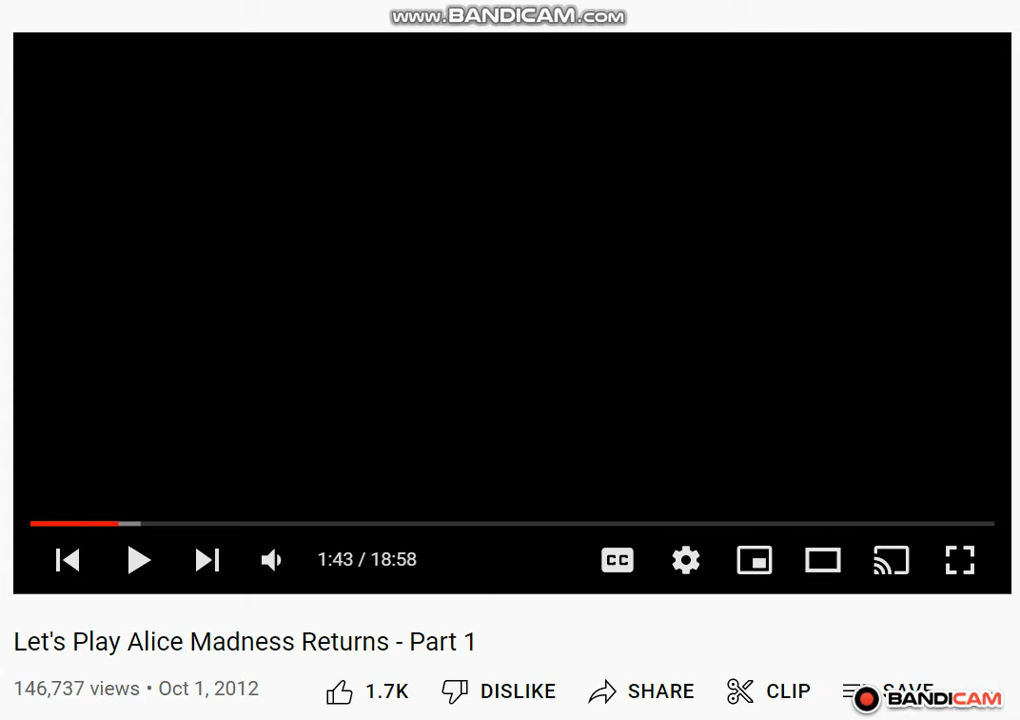 WWW.BANDICAM.COM
CC
1:43 / 18:58
Let's Play Alice Madness Returns - Part 1
146,737 views • Oct 1, 2012
1.7K
DISLIKE
SHARE
CLIP
SAVE
BANDICAM